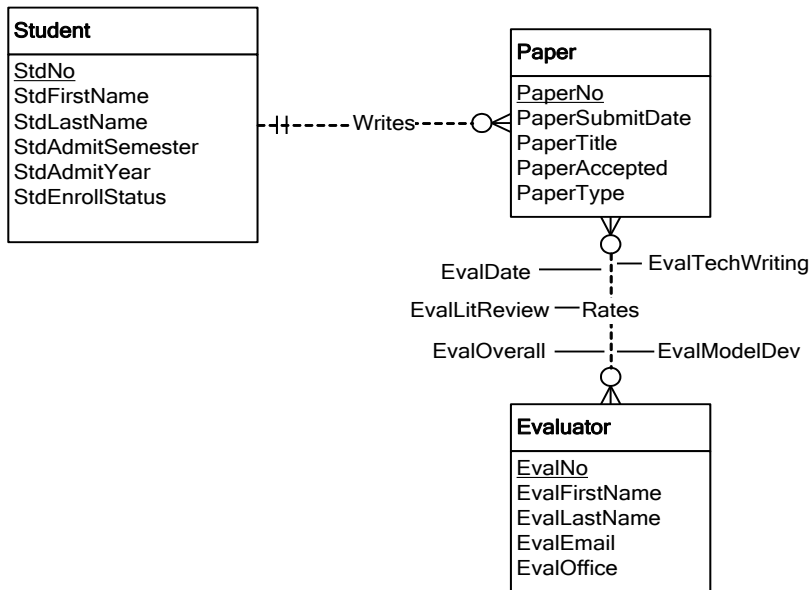 Student
StdNo
StdFirstName
StdLastName
StdAdmitSemester
StdAdmitYear
StdEnrollStatus
Writes
Paper
PaperNo
PaperSubmitDate
PaperTitle
PaperAccepted
PaperType
EvalDate
EvalTechWriting
EvalLitReview
Rates
EvalOverall
EvalModelDev
Evaluator
EvalNo
EvalFirstName
EvalLastName
EvalEmail
EvalOffice